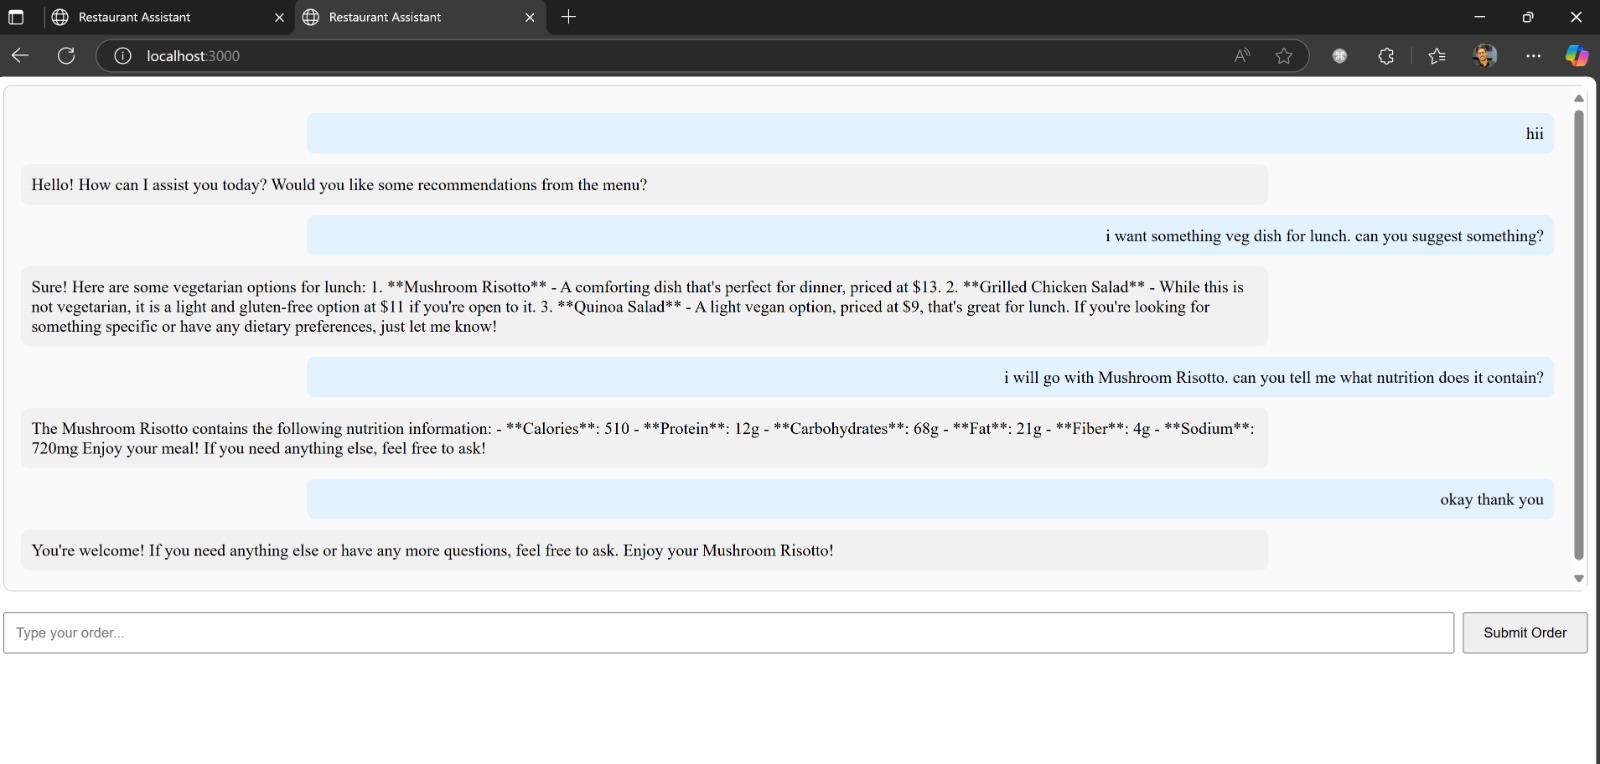 Restaurant Assistant
Restaurant Assistant
localhost:3000
hii
Hello! How can I assist you today? Would you like some recommendations from the menu?
i want something veg dish for lunch. can you suggest something?
Sure! Here are some vegetarian options for lunch: 1. **Mushroom Risotto** - A comforting dish that's perfect for dinner, priced at $13. 2. **Grilled Chicken Salad** - While this is
not vegetarian, it is a light and gluten-free option at $11 if you're open to it. 3. **Quinoa Salad** - A light vegan option, priced at $9, that's great for lunch. If you're looking for
something specific or have any dietary preferences, just let me know!
i will go with Mushroom Risotto. can you tell me what nutrition does it contain?
The Mushroom Risotto contains the following nutrition information: - **Calories**: 510 - **Protein**: 12g - **Carbohydrates**: 68g - **Fat**: 21g - **Fiber**: 4g - **Sodium**:
720mg Enjoy your meal! If you need anything else, feel free to ask!
okay thank you
You're welcome! If you need anything else or have any more questions, feel free to ask. Enjoy your Mushroom Risotto!
Type your order...
Submit Order